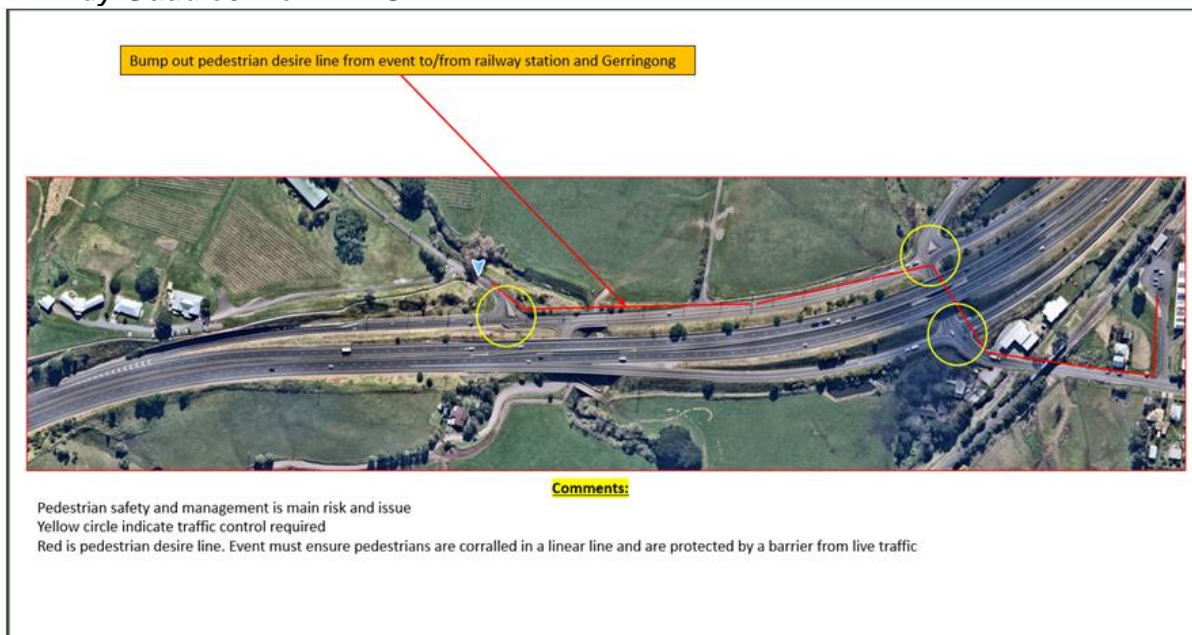 Bump out pedestrian desire line from event to/from railway station and Gerringong
Comments:
Pedestrian safety and management is main risk and issue
Yellow circle indicate traffic control required
Red is pedestrian desire line. Event must ensure pedestrians are corralled in a linear line and are protected by a barrier from live traffic